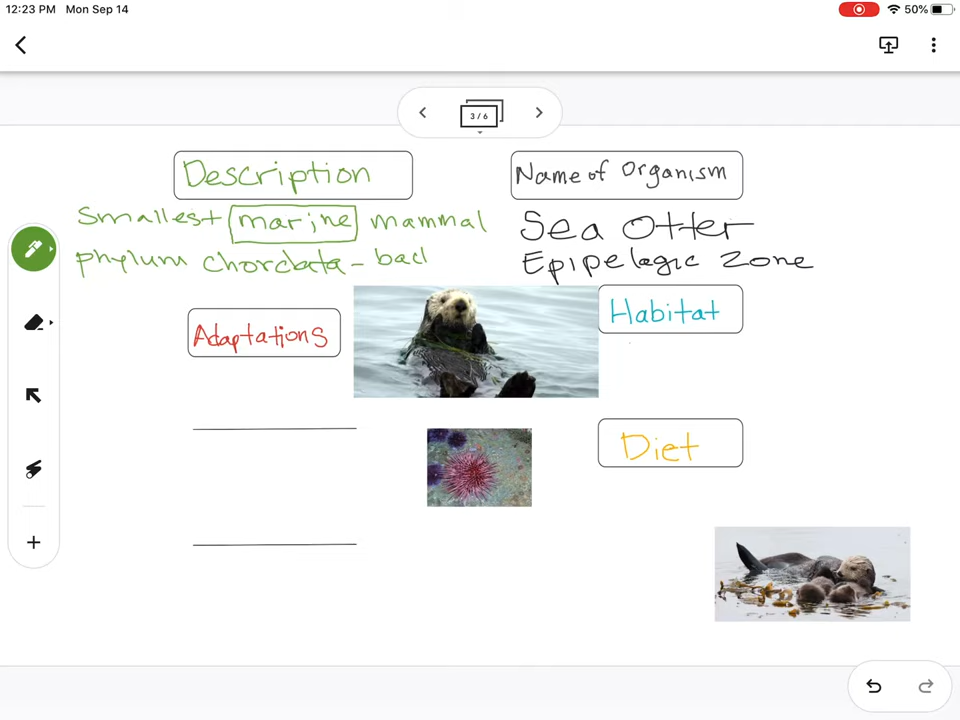 12:23 PM Mon Sep 14
50%
3 / 6
Description
Name of Organism
Smallest marine mammal
phylum chordata - bacl
Sea Otter
Epipelagic Zone
Adaptations
Habitat
Diet